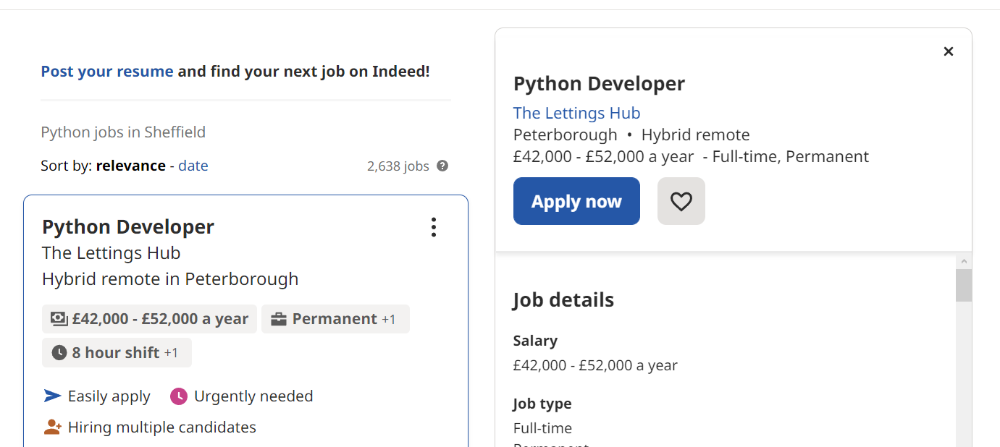 Post your resume and find your next job on Indeed!
Python jobs in Sheffield
Sort by: relevance - date
2,638 jobs ?
Python Developer
The Lettings Hub
Hybrid remote in Peterborough
£42,000 - £52,000 a year
Permanent +1
8 hour shift +1
Easily apply
Urgently needed
Hiring multiple candidates
Python Developer
The Lettings Hub
Peterborough • Hybrid remote
£42,000 - £52,000 a year - Full-time, Permanent
Apply now
Job details
Salary
£42,000 - £52,000 a year
Job type
Full-time
Permanent